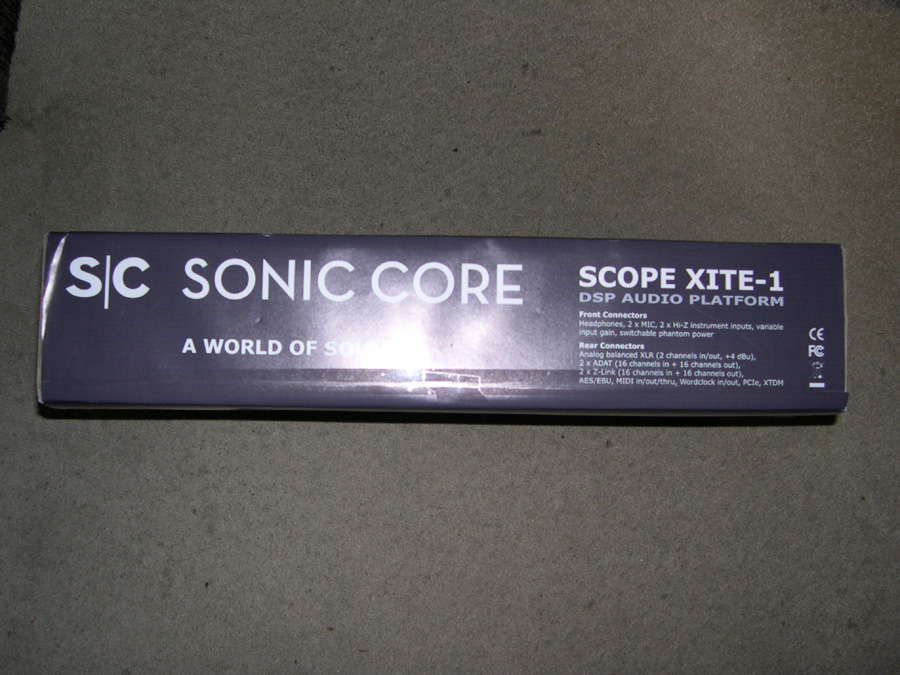 S|C SONIC CORE
A WORLD OF
SCOPE XITE-1
DSP AUDIO PLATFORM
Front Connectors
Headphones, 2 x MIC, 2 x Hi-Z instrument inputs, variable
input gain, switchable phantom power
Rear Connectors
Analog balanced XLR (2 channels in/out, +4 dBu),
2 x ADAT (16 channels in + 16 channels out),
2 x Z-Link (16 channels in + 16 channels out),
AES/EBU, MIDI in/out/thru, Wordclock in/out, PCIe, XTDM
CE
FC